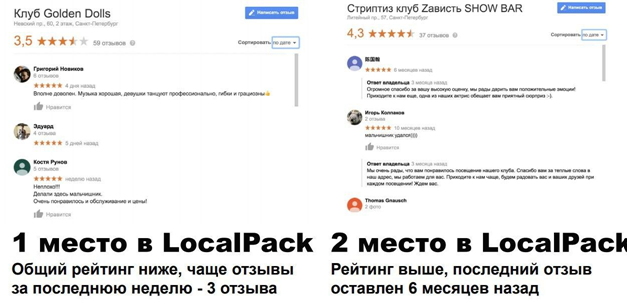 Клуб Golden Dolls
Невский пр., 60, 2 этаж, Санкт-Петербург
Написать отзыв
3,5 59 отзывов
Сортировать по дате
Григорий Новиков
6 отзывов
4 дня назад
Вполне доволен. Музыка хорошая, девушки танцуют профессионально, гибки и грациозны
Нравится
Эдуард
4 отзыва
5 дней назад
Костя Рунов
5 отзывов
неделю назад
Неплохо!!!
Делали здесь мальчишник.
Очень понравилось и обслуживание и цены!
Нравится
1 место в LocalPack
Общий рейтинг ниже, чаще отзывы
за последнюю неделю - 3 отзыва
Стриптиз клуб Zависть SHOW BAR
Литейный пр., 57, Санкт-Петербург
Написать отзыв
4,3 37 отзывов
Сортировать по дате
6 месяцев назад
Ответ владельца 3 месяца назад
Огромное спасибо за вашу высокую оценку, мы рады дарить вам положительные эмоции!
Приходите к нам еще, одна из наших актрис обещает вам приятный сюрприз :-).
Игорь Колпаков
2 отзыва
10 месяцев назад
мальчишник удался))))
Нравится
Ответ владельца 3 месяца назад
Мы очень рады, что вам понравилось посещение нашего клуба. Спасибо вам за теплые слова в
наш адрес, мы работаем для вас. Приходите к нам чаще, будем радовать вас и ваших друзей при
каждом посещении! Ждем вас.
Thomas Gnausch
2 фото
2 место в LocalPack
Рейтинг выше, последний отзыв
оставлен 6 месяцев назад